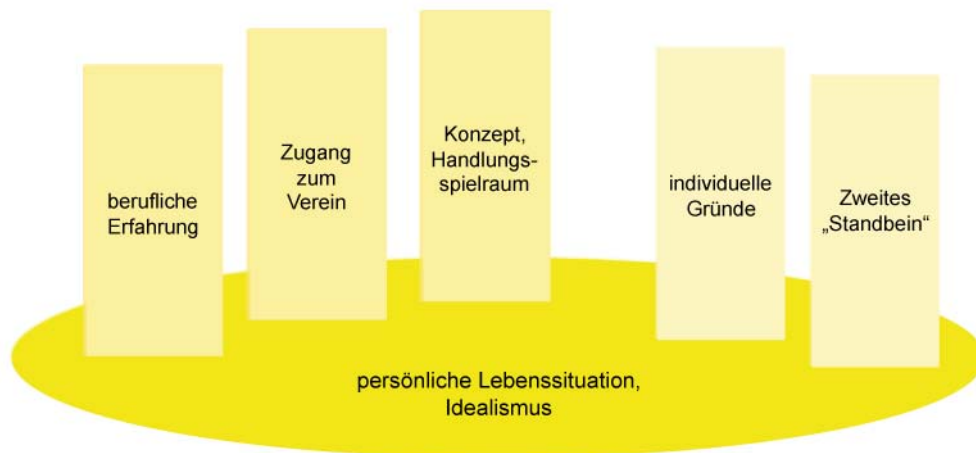 berufliche
Erfahrung
Zugang
zum
Verein
Konzept,
Handlungs-
spielraum
individuelle
Gründe
Zweites
„Standbein“
persönliche Lebenssituation,
Idealismus